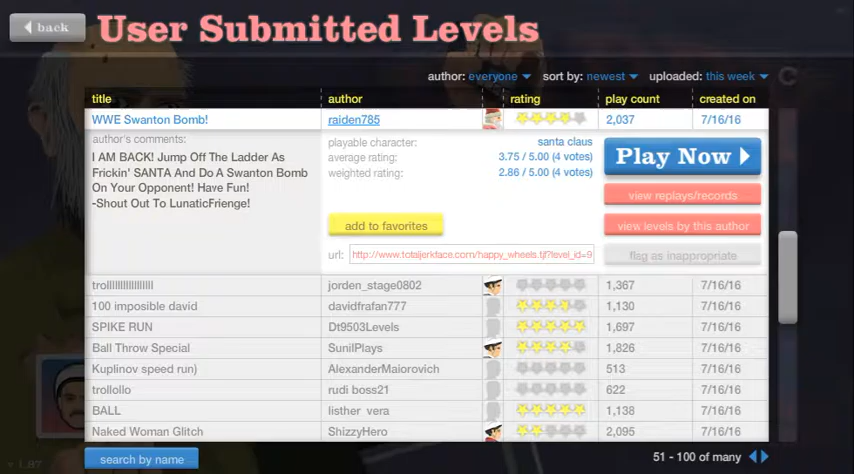 back
User Submitted Levels
author: everyone sort by: newest uploaded: this week
title author rating play count created on
WWE Swanton Bomb! raiden785 2,037 7/16/16
author's comments:
I AM BACK! Jump Off The Ladder As
Frickin' SANTA And Do A Swanton Bomb
On Your Opponent! Have Fun!
-Shout Out To LunaticFrienge!
playable character: santa claus
average rating: 3.75 / 5.00 (4 votes)
weighted rating: 2.86 / 5.00 (4 votes)
add to favorites
url: http://www.totaljerkface.com/happy_wheels.tjf?level_id=9
Play Now
view replays/records
view levels by this author
flag as inappropriate
trollllllllllllllllll jorden_stage0802 1,367 7/16/16
100 imposible david davidfrafan777 1,130 7/16/16
SPIKE RUN Dt9503Levels 1,697 7/16/16
Ball Throw Special SunilPlays 1,826 7/16/16
Kuplinov speed run) AlexanderMaiorovich 513 7/16/16
trollollo rudi boss21 622 7/16/16
BALL listher vera 1,138 7/16/16
Naked Woman Glitch ShizzyHero 2,095 7/16/16
search by name
51 - 100 of many
v 1.87